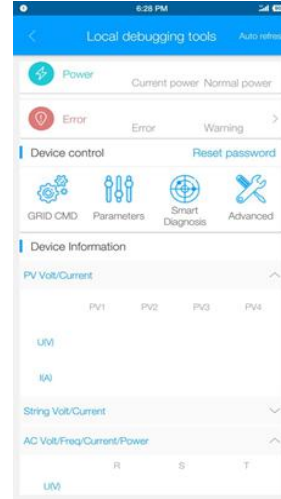 6:28 PM
Local debugging tools
Auto refres
Power
Current power Normal power
Error
Error Warning
Device control Reset password
GRID CMD Parameters Smart Diagnosis Advanced
Device Information
PV Volt/Current
PV1 PV2 PV3 PV4
U(V)
I(A)
String Volt/Current
AC Volt/Freq/Current/Power
R S T
U(V)